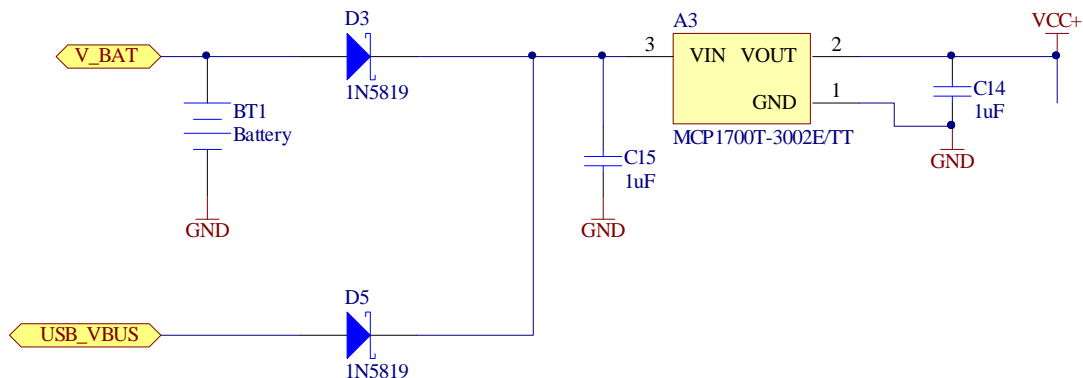 D3
A3
VCC+
V_BAT
3
VIN
VOUT
2
1N5819
GND
1
C14
1uF
BT1
Battery
MCP1700T-3002E/TT
C15
1uF
GND
GND
GND
D5
USB_VBUS
1N5819